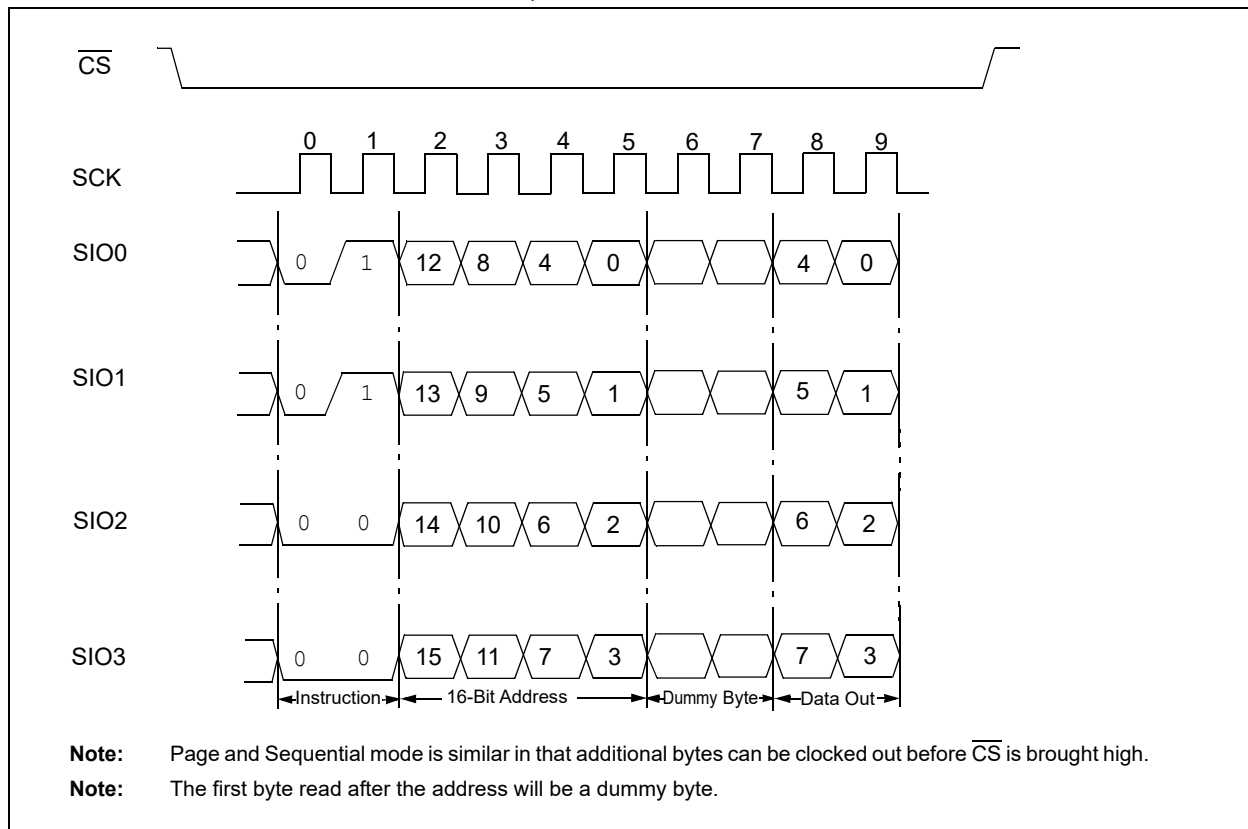 CS
0 1 2 3 4 5 6 7 8 9
SCK
SIO0 0 1 12 8 4 0 4 0
SIO1 0 1 13 9 5 1 5 1
SIO2 0 0 14 10 6 2 6 2
SIO3 0 0 15 11 7 3 7 3
Instruction 16-Bit Address Dummy Byte Data Out
Note: Page and Sequential mode is similar in that additional bytes can be clocked out before CS is brought high.
Note: The first byte read after the address will be a dummy byte.